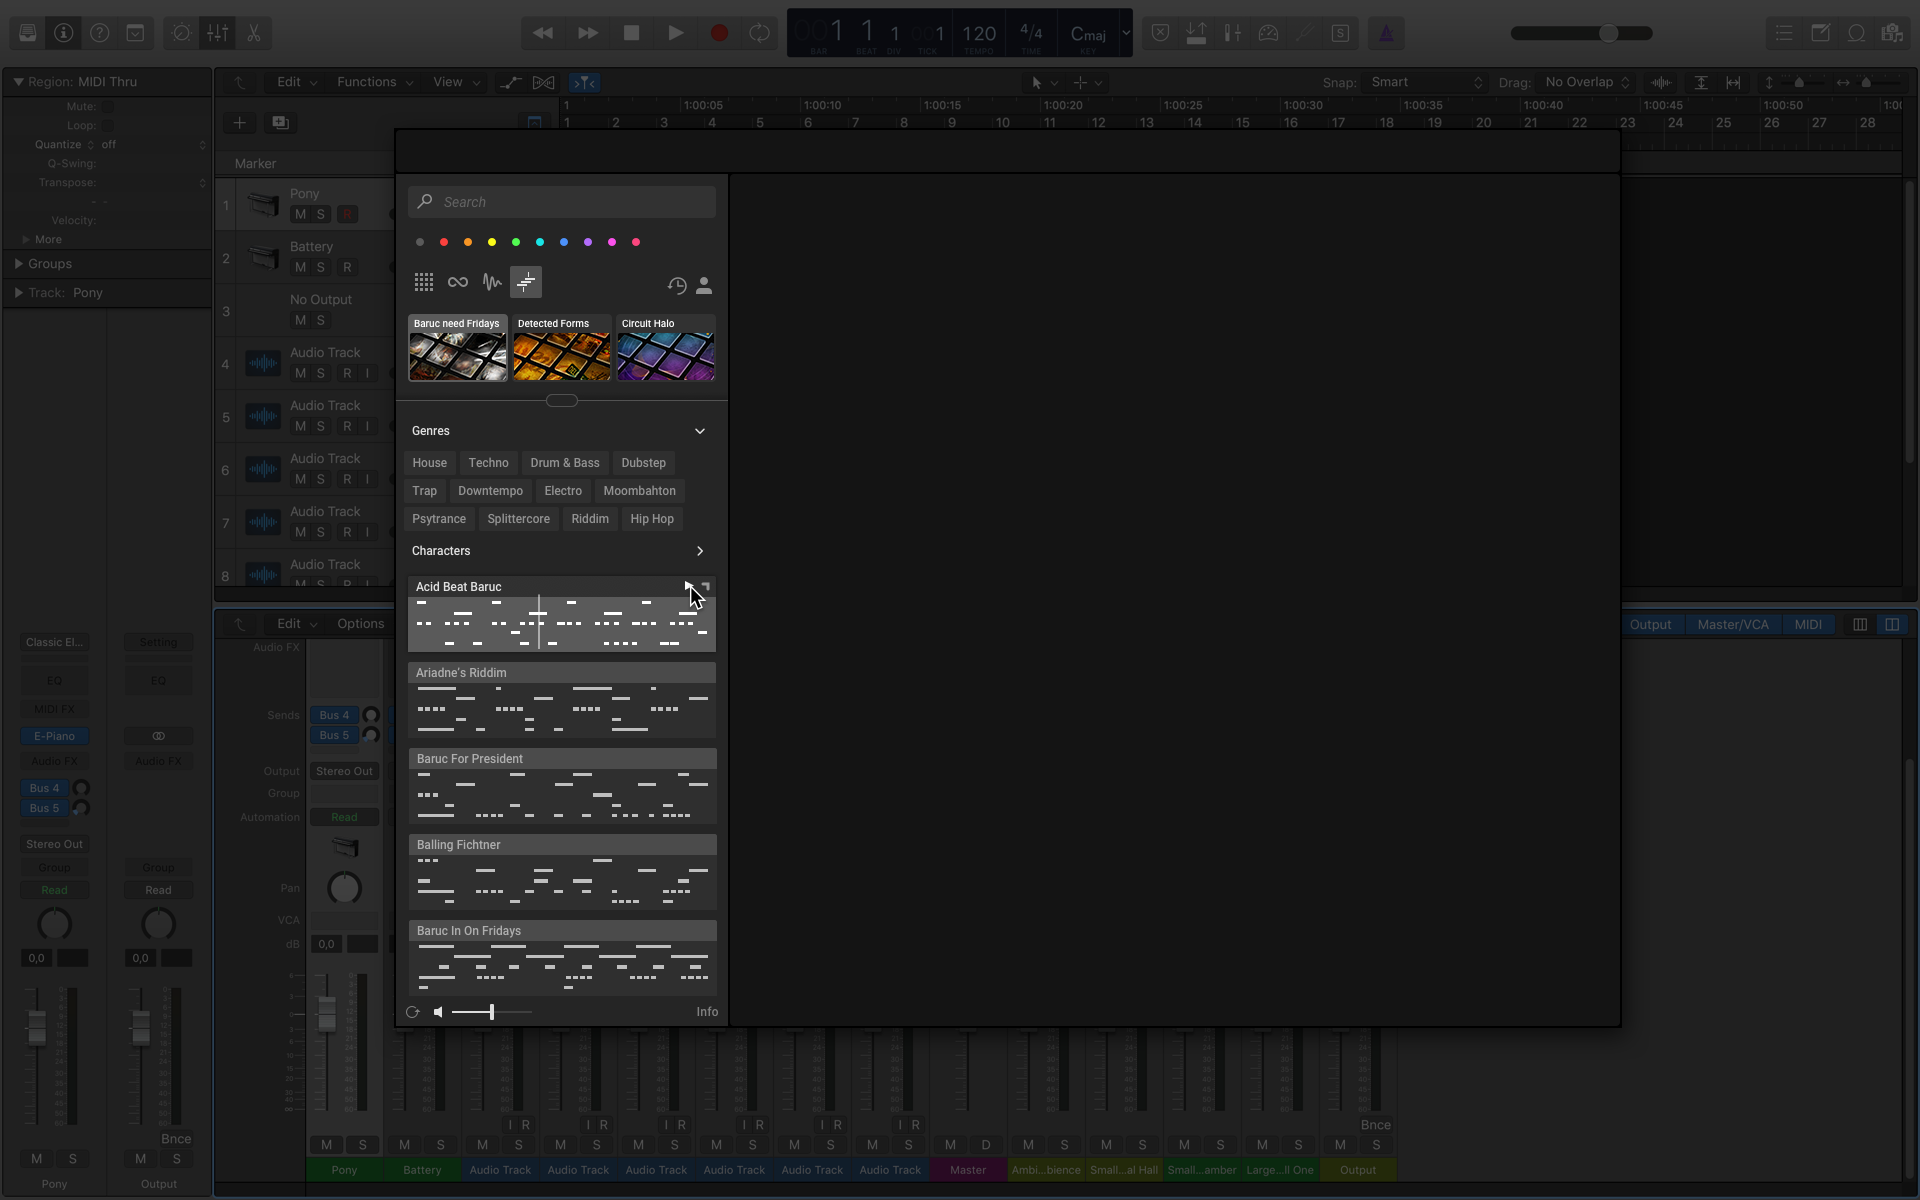 001 1 1 001 120 4/4 Cmaj
BAR BEAT DIV TICK TEMPO TIME KEY
Region: MIDI Thru
Mute:
Loop:
Quantize off
Q-Swing:
Transpose:
- -
Velocity:
More
Groups
Track: Pony
Edit Functions View
Snap: Smart
Drag: No Overlap
1 1:00:05 1:00:10 1:00:15 1:00:20 1:00:25 1:00:30 1:00:35 1:00:40 1:00:45 1:00:50
1 2 3 4 5 6 7 8 9 10 11 12 13 14 15 16 17 18 19 20 21 22 23 24 25 26 27 28
Marker
1 Pony
M S R
2 Battery
M S R
3 No Output
M S
4 Audio Track
M S R I
5 Audio Track
M S R I
6 Audio Track
M S R I
7 Audio Track
M S R I
8 Audio Track
Search
Baruc need Fridays Detected Forms Circuit Halo
Genres
House Techno Drum & Bass Dubstep
Trap Downtempo Electro Moombahton
Psytrance Splittercore Riddim Hip Hop
Characters
Acid Beat Baruc
Ariadne's Riddim
Baruc For President
Balling Fichtner
Baruc In On Fridays
Info
Edit Options
Output Master/VCA MIDI
Classic El... Setting
EQ EQ
MIDI FX
E-Piano
Audio FX Audio FX
Bus 4
Bus 5
Stereo Out
Group Group
Read Read
0,0 0,0
Bnce
M S M S
Pony Output
Audio FX
Sends Bus 4
Bus 5
Output Stereo Out
Group
Automation Read
Pan
VCA
dB 0,0
I R I R I R I R I R I R Bnce
M S M S M S M S M S M S M S M S M D M S M S M S M S M S
Pony Battery Audio Track Audio Track Audio Track Audio Track Audio Track Audio Track Master Ambi...bience Small...al Hall Small...amber Large...ll One Output